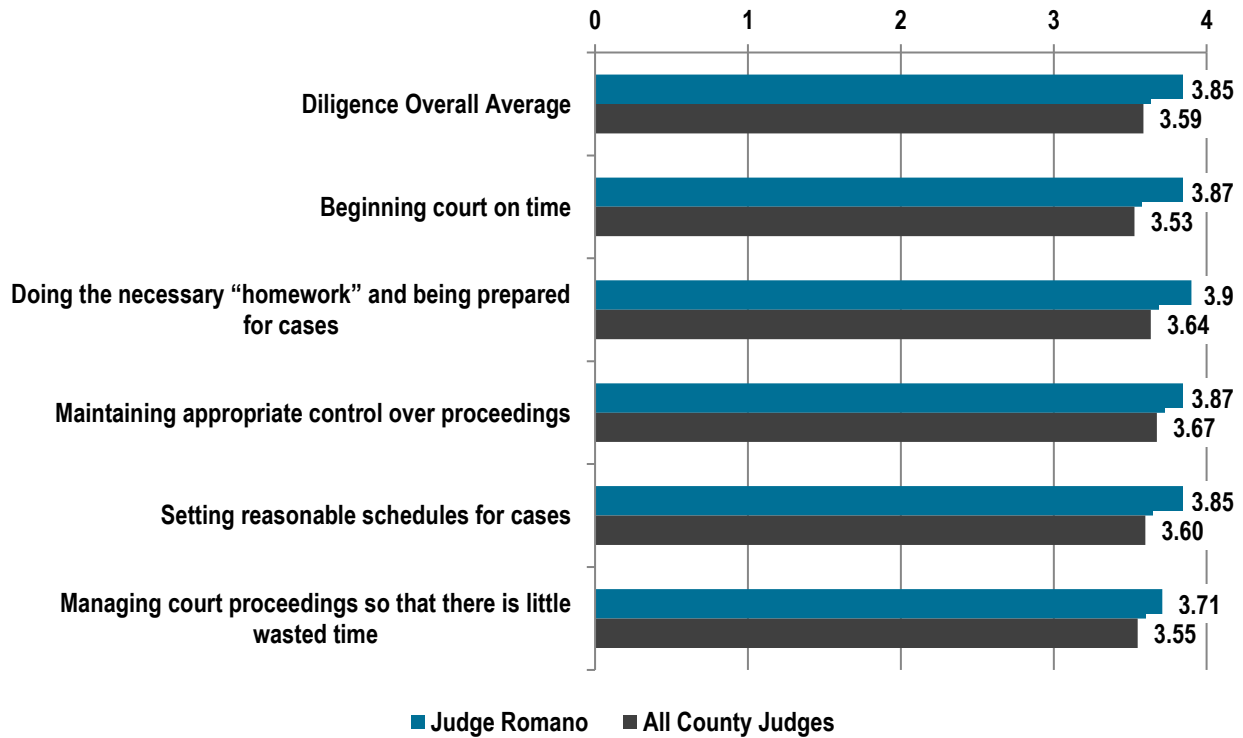 0 1 2 3 4
Diligence Overall Average
3.85
3.59
Beginning court on time
3.87
3.53
Doing the necessary “homework” and being prepared
for cases
3.9
3.64
Maintaining appropriate control over proceedings
3.87
3.67
Setting reasonable schedules for cases
3.85
3.60
Managing court proceedings so that there is little
wasted time
3.71
3.55
Judge Romano All County Judges